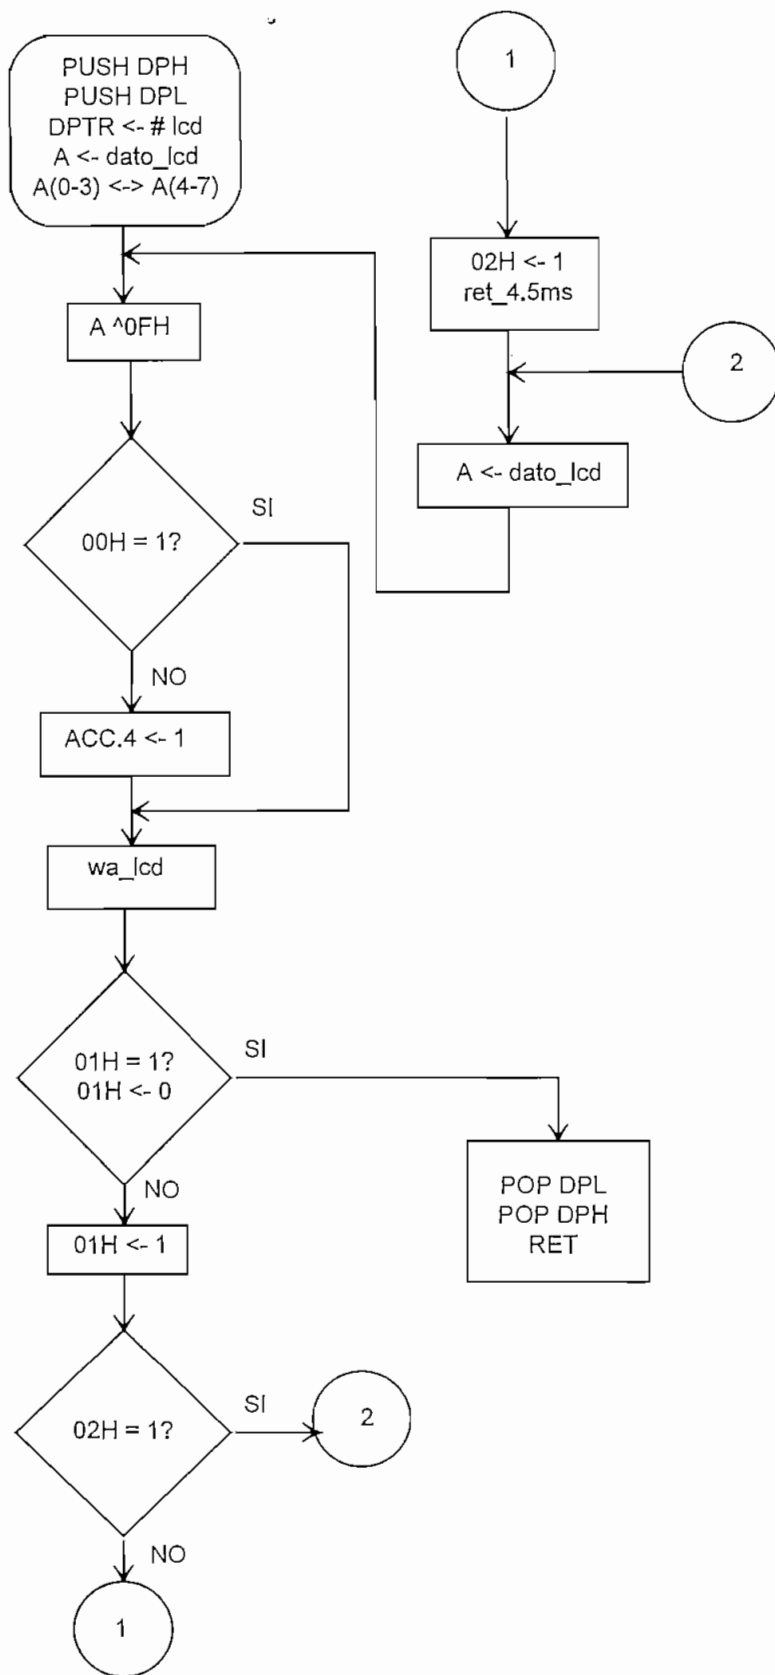 PUSH DPH
PUSH DPL
DPTR <- # lcd
A <- dato_lcd
A(0-3) <-> A(4-7)
A ^0FH
00H = 1?
SI
NO
ACC.4 <- 1
wa_lcd
01H = 1?
01H <- 0
SI
NO
01H <- 1
02H = 1?
SI
2
NO
1
1
02H <- 1
ret_4.5ms
2
A <- dato_lcd
POP DPL
POP DPH
RET